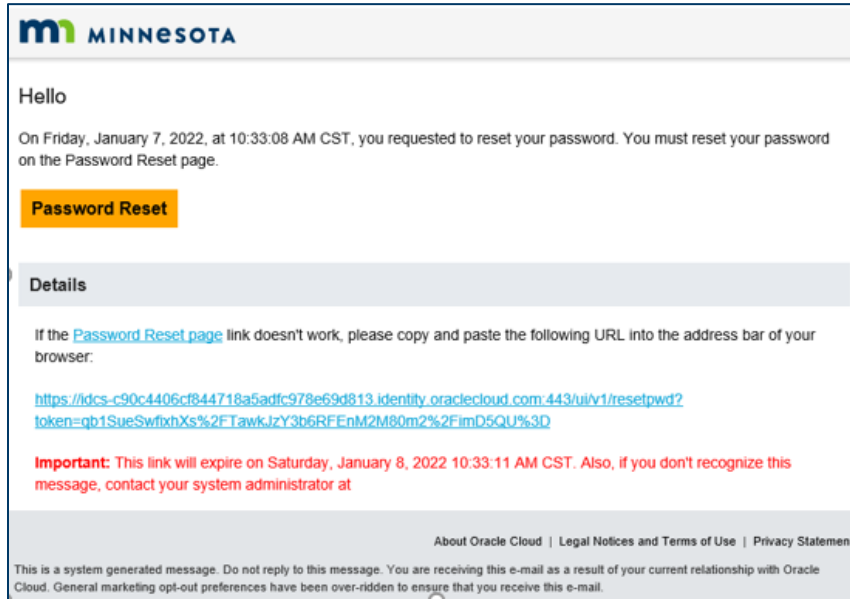 mn MINNESOTA
Hello
On Friday, January 7, 2022, at 10:33:08 AM CST, you requested to reset your password. You must reset your password
on the Password Reset page.
Password Reset
Details
If the Password Reset page link doesn't work, please copy and paste the following URL into the address bar of your
browser:
https://idcs-c90c4406cf844718a5adfc978e69d813.identity.oraclecloud.com:443/ui/v1/resetpwd?
token=qb1SueSwfixhXs%2FTawkJzY3b6RFEnM2M80m2%2FimD5QU%3D
Important: This link will expire on Saturday, January 8, 2022 10:33:11 AM CST. Also, if you don't recognize this
message, contact your system administrator at
About Oracle Cloud | Legal Notices and Terms of Use | Privacy Statemen
This is a system generated message. Do not reply to this message. You are receiving this e-mail as a result of your current relationship with Oracle
Cloud. General marketing opt-out preferences have been over-ridden to ensure that you receive this e-mail.